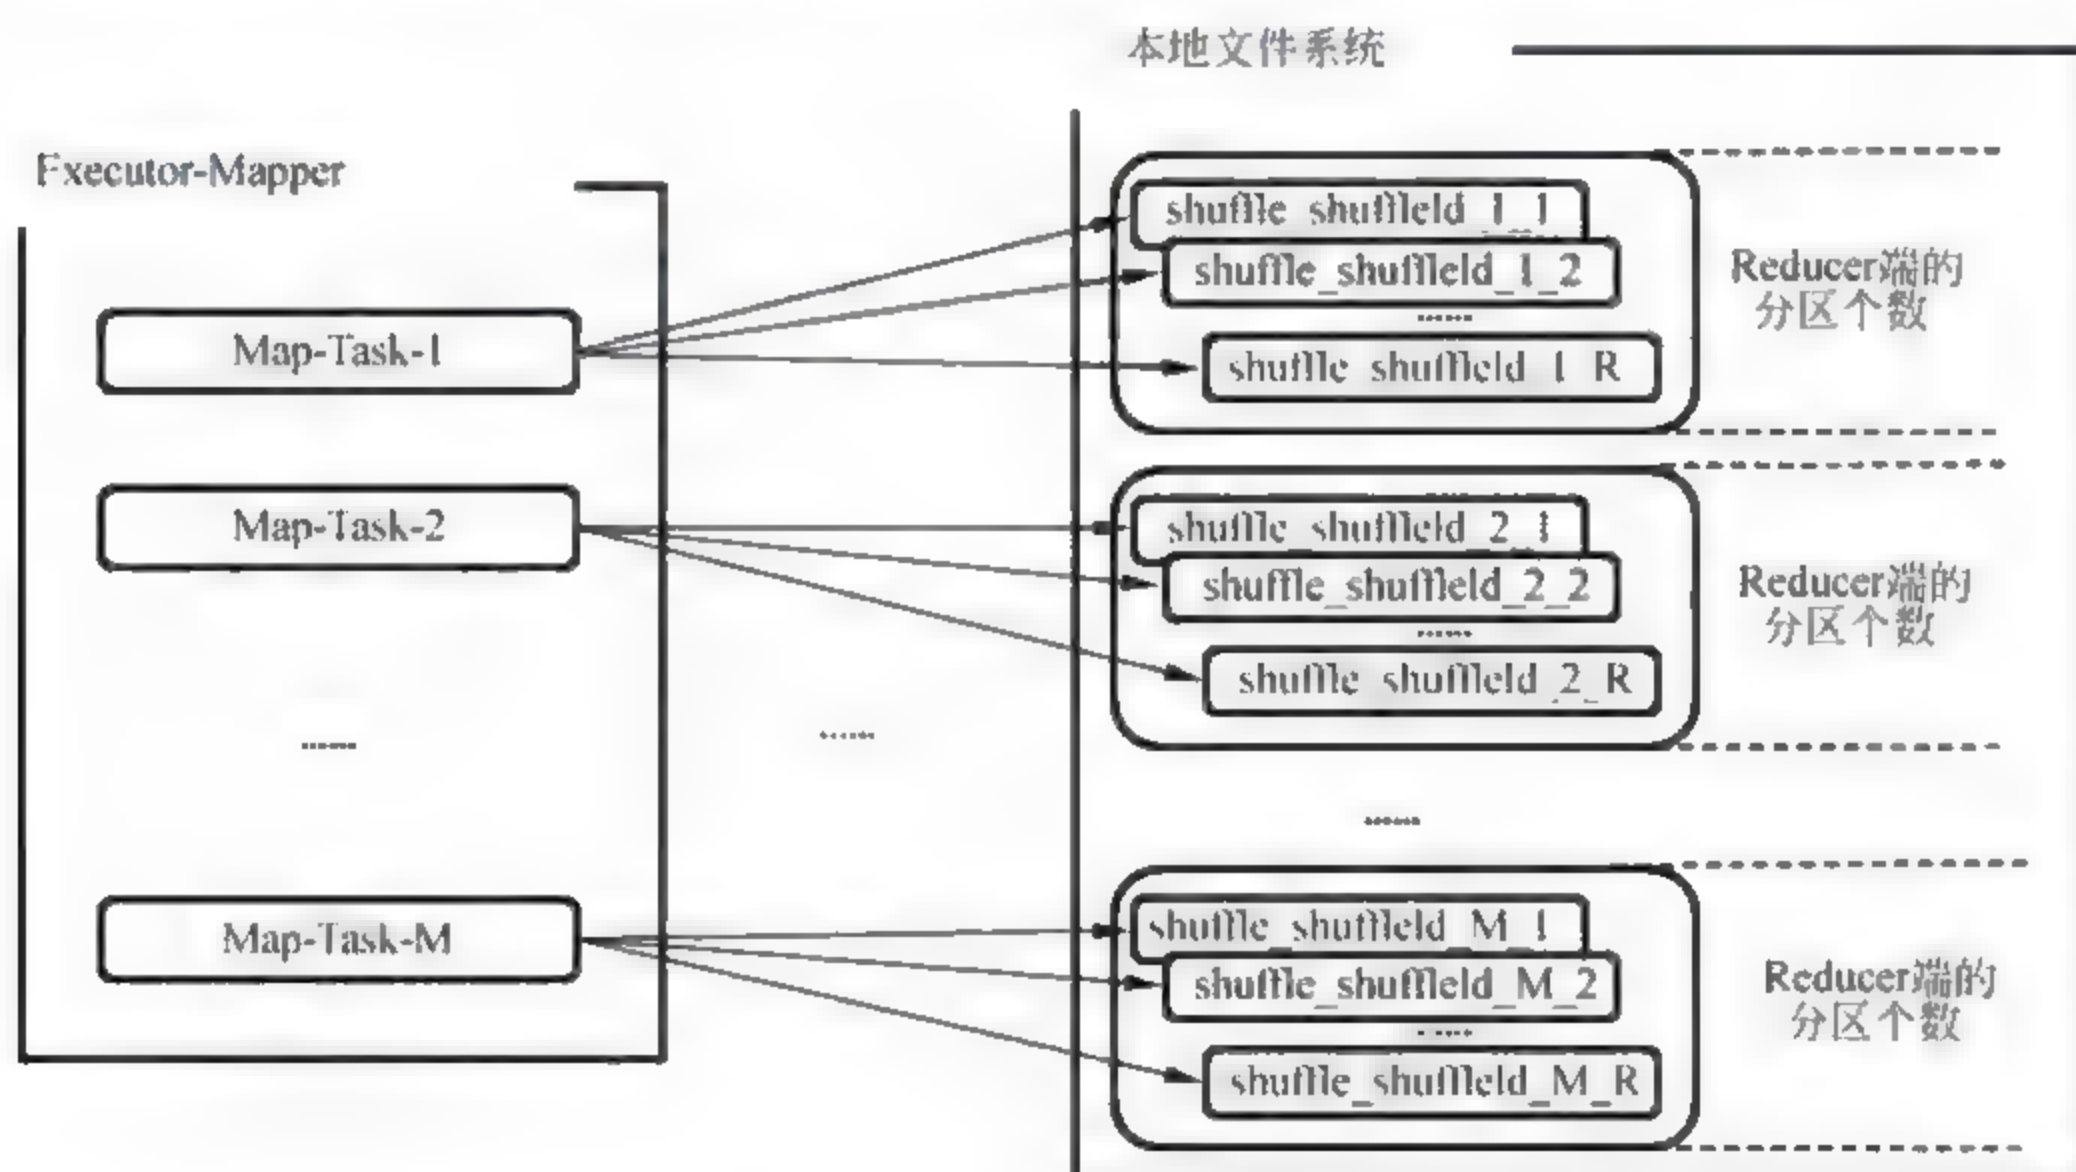 本地文件系统
Executor-Mapper
shuffle_shuffleId_1_1
shuffle_shuffleId_1_2
......
shuffle_shuffleId_1_R
Reducer端的
分区个数
Map-Task-1
Map-Task-2
shuffle_shuffleId_2_1
shuffle_shuffleId_2_2
......
shuffle_shuffleId_2_R
Reducer端的
分区个数
......
......
......
Map-Task-M
shuffle_shuffleId_M_1
shuffle_shuffleId_M_2
......
shuffle_shuffleId_M_R
Reducer端的
分区个数